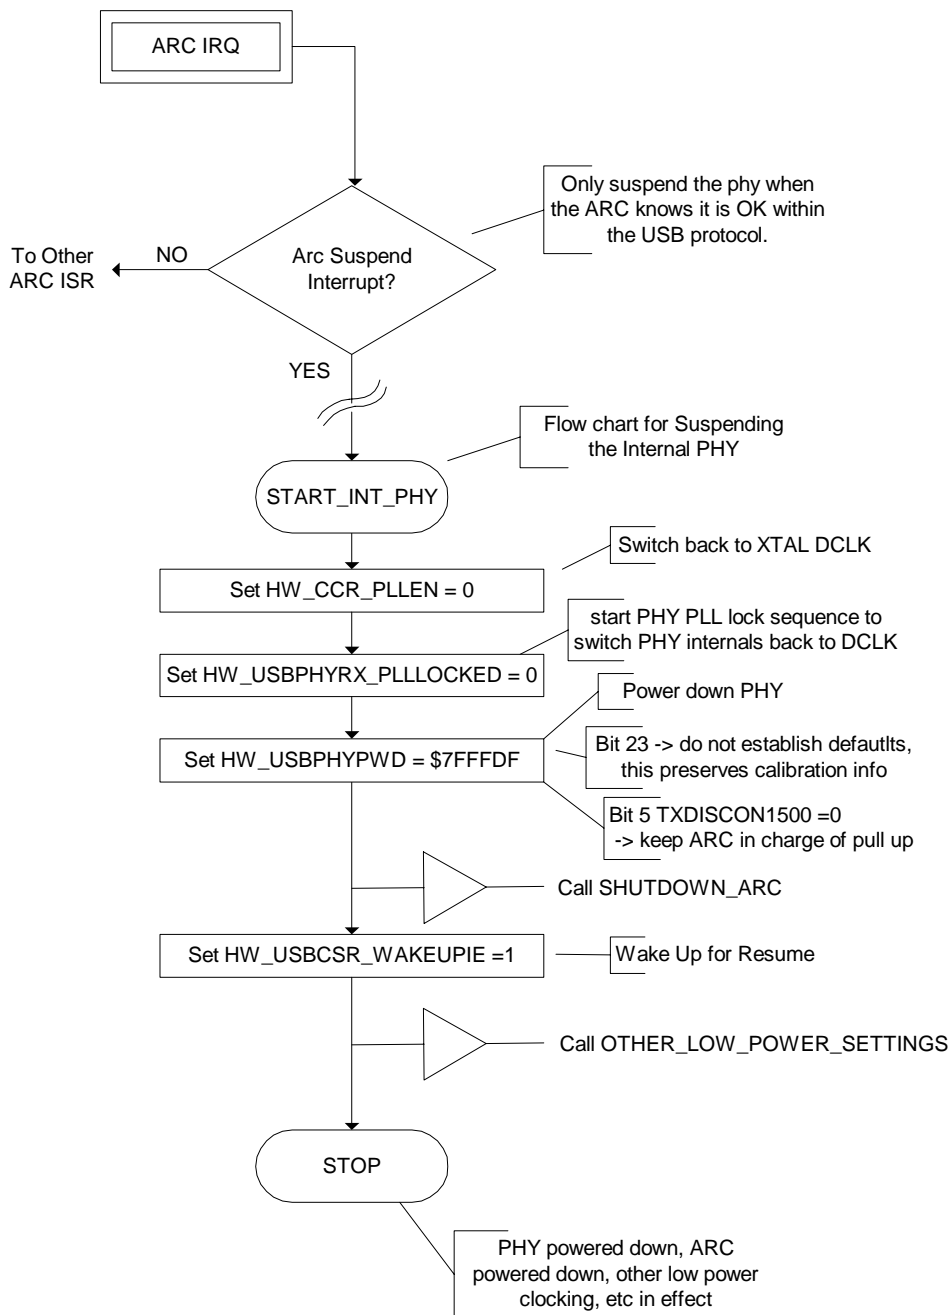 ARC IRQ
Only suspend the phy when
the ARC knows it is OK within
the USB protocol.
To Other
ARC ISR
NO
Arc Suspend
Interrupt?
YES
Flow chart for Suspending
the Internal PHY
START_INT_PHY
Switch back to XTAL DCLK
Set HW_CCR_PLLEN = 0
start PHY PLL lock sequence to
switch PHY internals back to DCLK
Set HW_USBPHYRX_PLLLOCKED = 0
Power down PHY
Set HW_USBPHYPWD = $7FFFDF
Bit 23 -> do not establish defautlts,
this preserves calibration info
Bit 5 TXDISCON1500 =0
-> keep ARC in charge of pull up
Call SHUTDOWN_ARC
Set HW_USBCSR_WAKEUPIE =1
Wake Up for Resume
Call OTHER_LOW_POWER_SETTINGS
STOP
PHY powered down, ARC
powered down, other low power
clocking, etc in effect